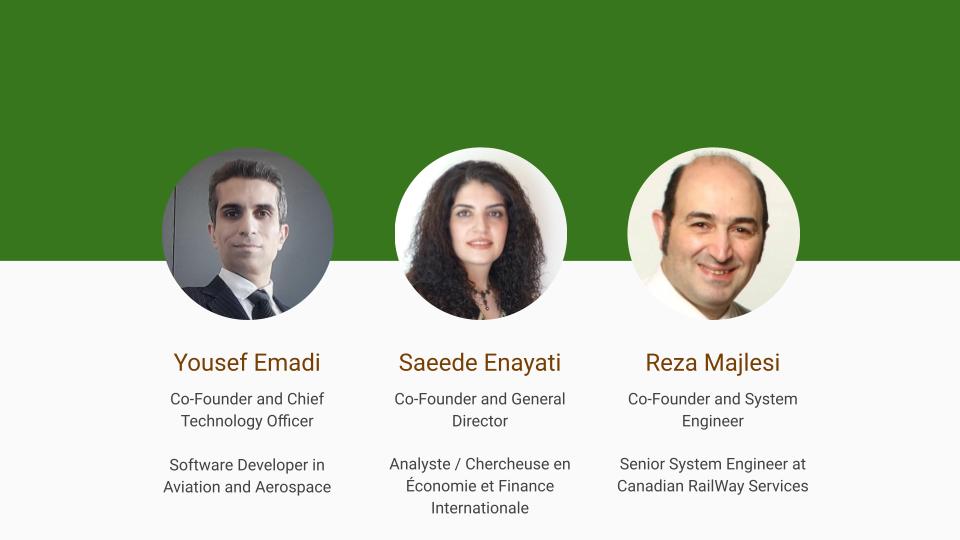 Yousef Emadi
Co-Founder and Chief
Technology Officer
Software Developer in
Aviation and Aerospace
Saeede Enayati
Co-Founder and General
Director
Analyste / Chercheuse en
Économie et Finance
Internationale
Reza Majlesi
Co-Founder and System
Engineer
Senior System Engineer at
Canadian RailWay Services